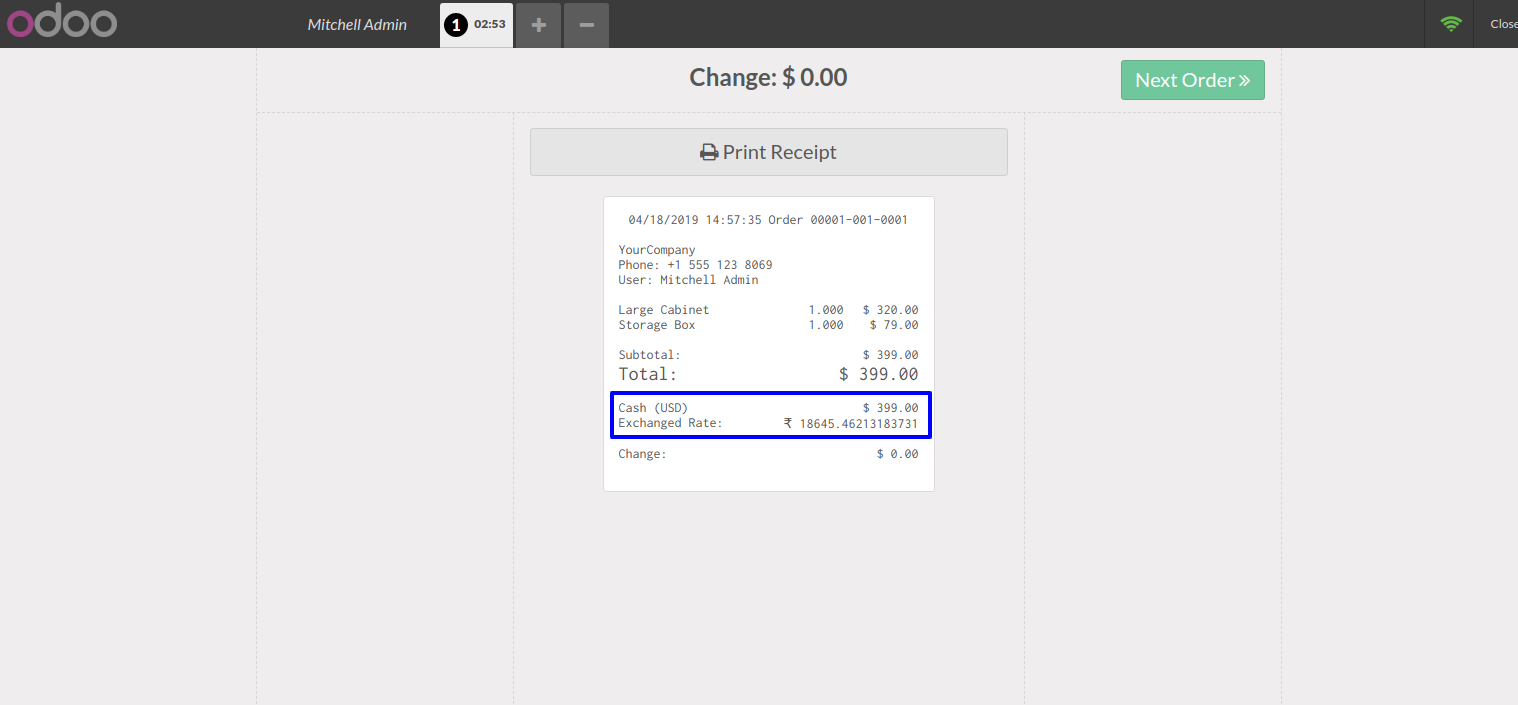 odoo
Mitchell Admin
1 02:53 + −
Close
Change: $ 0.00
Next Order »
Print Receipt
04/18/2019 14:57:35 Order 00001-001-0001
YourCompany
Phone: +1 555 123 8069
User: Mitchell Admin
Large Cabinet 1.000 $ 320.00
Storage Box 1.000 $ 79.00
Subtotal: $ 399.00
Total: $ 399.00
Cash (USD) $ 399.00
Exchanged Rate: ₹ 18645.46213183731
Change: $ 0.00